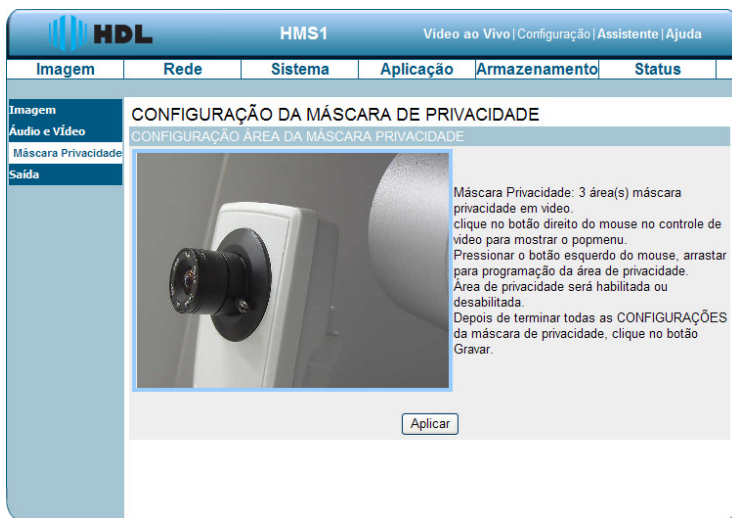 HDL
HMS1
Vídeo ao Vivo|Configuração|Assistente|Ajuda
Imagem Rede Sistema Aplicação Armazenamento Status
Imagem
Áudio e Vídeo
Máscara Privacidade
Saída
CONFIGURAÇÃO DA MÁSCARA DE PRIVACIDADE
CONFIGURAÇÃO ÁREA DA MÁSCARA PRIVACIDADE
Máscara Privacidade: 3 área(s) máscara
privacidade em video.
clique no botão direito do mouse no controle de
video para mostrar o popmenu.
Pressionar o botão esquerdo do mouse, arrastar
para programação da área de privacidade.
Área de privacidade será habilitada ou
desabilitada.
Depois de terminar todas as CONFIGURAÇÕES
da máscara de privacidade, clique no botão
Gravar.
Aplicar